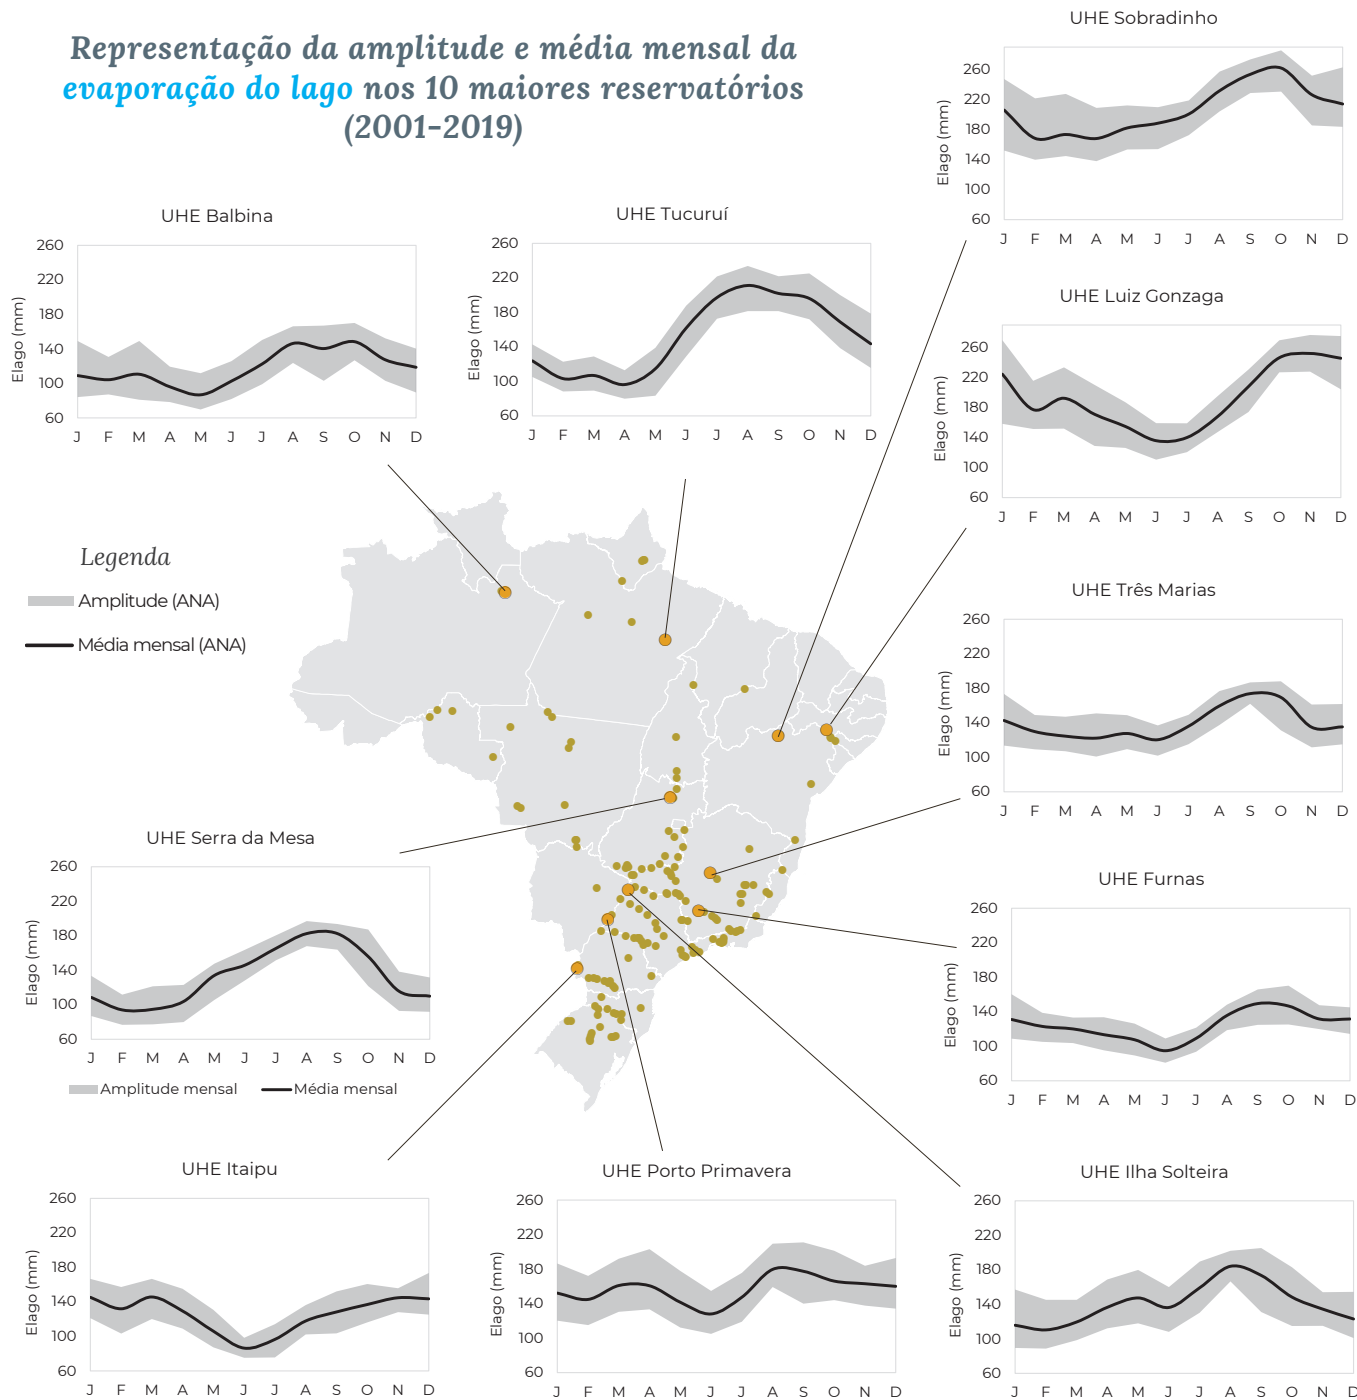 Representação da amplitude e média mensal da
evaporação do lago nos 10 maiores reservatórios
(2001-2019)
UHE Sobradinho
Elago (mm)
260
220
180
140
100
60
J F M A M J J A S O N D
UHE Balbina
Elago (mm)
260
220
180
140
100
60
J F M A M J J A S O N D
UHE Tucuruí
Elago (mm)
260
220
180
140
100
60
J F M A M J J A S O N D
UHE Luiz Gonzaga
Elago (mm)
260
220
180
140
100
60
J F M A M J J A S O N D
Legenda
Amplitude (ANA)
Média mensal (ANA)
UHE Três Marias
Elago (mm)
260
220
180
140
100
60
J F M A M J J A S O N D
UHE Serra da Mesa
Elago (mm)
260
220
180
140
100
60
J F M A M J J A S O N D
Amplitude mensal Média mensal
UHE Furnas
Elago (mm)
260
220
180
140
100
60
J F M A M J J A S O N D
UHE Itaipu
Elago (mm)
260
220
180
140
100
60
J F M A M J J A S O N D
UHE Porto Primavera
Elago (mm)
260
220
180
140
100
60
J F M A M J J A S O N D
UHE Ilha Solteira
Elago (mm)
260
220
180
140
100
60
J F M A M J J A S O N D